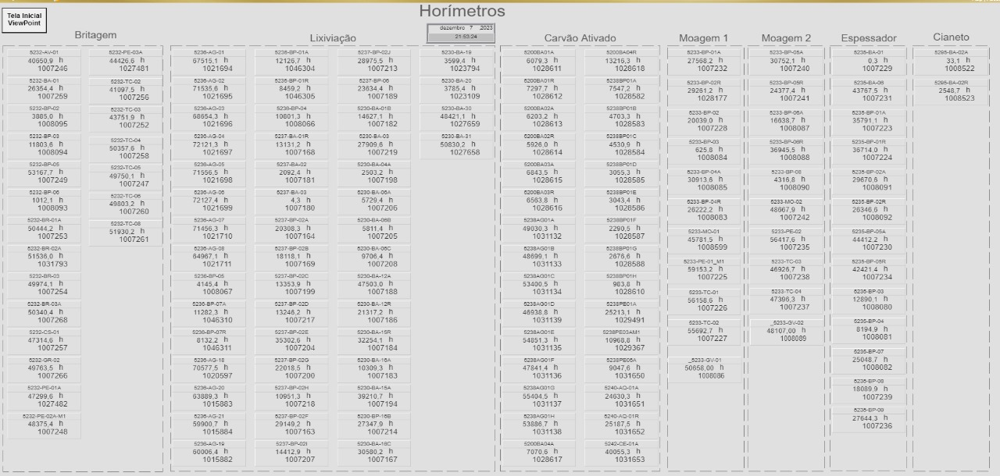 Horímetros
Tela Inicial
ViewPoint
dezembro 7 ,2023
21:53:24
Britagem
5232-AV-01
40650,9 h
1007246
5232-BA-01
26354,4 h
1007259
5232-BP-02
3885,0 h
1008095
5232-BP-03
11803,6 h
1008094
5232-BP-05
53167,7 h
1007249
5232-BP-06
1012,1 h
1008093
5232-BR-01A
50444,2 h
1007253
5232-BR-02A
51536,0 h
1031793
5232-BR-03
49974,1 h
1007254
5232-BR-03A
50340,4 h
1007268
5232-CS-01
47314,6 h
1007257
5232-GR-02
49763,5 h
1007266
5232-PE-01A
47299,6 h
1027482
5232-PE-02A-M1
48375,4 h
1007248
5232-PE-03A
44426,6 h
1027481
5232-TC-02
41097,5 h
1007256
5232-TC-03
43751,9 h
1007252
5232-TC-04
50357,6 h
1007258
5232-TC-05
49750,1 h
1007247
5232-TC-06
49803,2 h
1007260
5232-TC-08
51930,2 h
1007261
Lixiviação
5236-AG-01
67515,1 h
1021694
5236-AG-02
71535,6 h
1021695
5236-AG-03
68654,3 h
1021696
5236-AG-04
72121,3 h
1021697
5236-AG-05
71556,5 h
1021698
5236-AG-06
72127,4 h
1021699
5236-AG-07
71456,3 h
1021710
5236-AG-08
64967,1 h
1021711
5236-BP-05
4145,4 h
1008067
5236-BP-07A
11282,3 h
1046310
5236-BP-07R
8132,2 h
1046311
5236-AG-18
70577,5 h
1020597
5236-AG-20
63889,3 h
1015883
5236-AG-21
59900,7 h
1015884
5236-AG-19
60006,4 h
1015882
5236-BP-01A
12126,7 h
1046304
5236-BP-01R
8459,2 h
1046305
5236-BP-04
10801,3 h
1008066
5237-BA-01R
13131,2 h
1007168
5237-BA-02
2092,4 h
1007181
5237-BA-03
4,3 h
1007180
5237-BP-02A
20308,3 h
1007164
5237-BP-02B
18118,1 h
1007169
5237-BP-02C
13353,9 h
1007199
5237-BP-02D
13246,2 h
1007217
5237-BP-02E
35302,6 h
1007204
5237-BP-02G
22018,5 h
1007200
5237-BP-02H
10951,3 h
1007218
5237-BP-02F
29149,2 h
1007163
5237-BP-02I
14412,9 h
1007207
5237-BP-02J
28975,5 h
1007213
5237-BP-06
23634,4 h
1007189
5230-BA-01B
14627,1 h
1007182
5230-BA-03
27909,6 h
1007219
5230-BA-04A
2503,2 h
1007198
5230-BA-06A
5729,4 h
1007206
5230-BA-06B
5811,4 h
1007205
5230-BA-06C
9706,4 h
1007208
5230-BA-12A
47503,0 h
1007188
5230-BA-12R
21317,2 h
1007186
5230-BA-15R
32254,1 h
1007184
5230-BA-16A
10309,3 h
1007183
5230-BA-15A
39210,7 h
1007194
5230-BP-16B
27347,9 h
1007214
5230-BA-16C
30580,2 h
1007167
5230-BA-19
3599,4 h
1023794
5230-BA-20
3785,4 h
1023109
5230-BA-30
48421,1 h
1027659
5230-BA-31
50830,2 h
1027658
Carvão Ativado
5200BA01A
6079,3 h
1028611
5200BA01R
7297,7 h
1028612
5200BA02A
6203,2 h
1028613
5200BA02R
5926,0 h
1028614
5200BA03A
6843,5 h
1028615
5200BA03R
6563,8 h
1028616
5238AG01A
49030,3 h
1031132
5238AG01B
48699,1 h
1031133
5238AG01C
53400,5 h
1031134
5238AG01D
46938,8 h
1031139
5238AG01E
54851,3 h
1031135
5238AG01F
47841,4 h
1031136
5238AG01G
55404,5 h
1031137
5238AG01H
53886,7 h
1031138
5200BA04A
7070,6 h
1028617
5200BA04R
13216,3 h
1028618
5238BP01A
7547,2 h
1028582
5238BP01B
4703,3 h
1028583
5238BP01C
4530,9 h
1028584
5238BP01D
3055,3 h
1028585
5238BP01E
3043,4 h
1028586
5238BP01F
2290,5 h
1028587
5238BP01G
2676,6 h
1028588
5238BP01H
983,8 h
1028610
5238PE01A
25213,1 h
1029491
5238PE03AM1
10968,8 h
1029367
5238PE06A
9047,6 h
1031650
5240-AQ-01A
24630,3 h
1031651
5240-AQ-01R
25187,5 h
1031652
5242-CE-01A
40055,3 h
1031653
Moagem 1
5233-BP-01A
27568,2 h
1007232
5233-BP-02R
29261,2 h
1028177
5233-BP-02
20039,0 h
1007228
5233-BP-03
625,8 h
1008084
5233-BP-04A
30913,6 h
1008085
5233-BP-04R
26222,2 h
1008083
5233-MO-01
45781,5 h
1008599
5233-PE-01_M1
59153,2 h
1007225
5233-TC-01
56158,6 h
1007226
5233-TC-02
55692,7 h
1007227
_5233-GV-01
50658,00 h
1008086
Moagem 2
5233-BP-05A
30752,1 h
1007240
5233-BP-05R
24377,4 h
1007241
5233-BP-06A
16638,7 h
1008087
5233-BP-06R
36945,5 h
1008088
5233-BP-08
4316,8 h
1008090
5233-MO-02
48667,9 h
1007242
5233-PE-02
56417,6 h
1007235
5233-TC-03
46926,7 h
1007238
5233-TC-04
47396,3 h
1007237
_5233-GV-02
48107,00 h
1008089
Espessador
5235-BA-01
0,3 h
1007229
5235-BA-06
43767,5 h
1007231
5235-BP-01A
35791,1 h
1007223
5235-BP-01R
36714,0 h
1007224
5235-BP-02A
29670,6 h
1008091
5235-BP-02R
26346,6 h
1008092
5235-BP-05A
44412,2 h
1007230
5235-BP-05R
42421,4 h
1007234
5235-BP-03
12890,1 h
1008080
5235-BP-04
8194,9 h
1008081
5235-BP-07
25048,7 h
1008082
5235-BP-08
18089,9 h
1007239
5235-BP-09
27644,3 h
1007236
Cianeto
5295-BA-02A
33,1 h
1008522
5295-BA-02R
2548,7 h
1008523